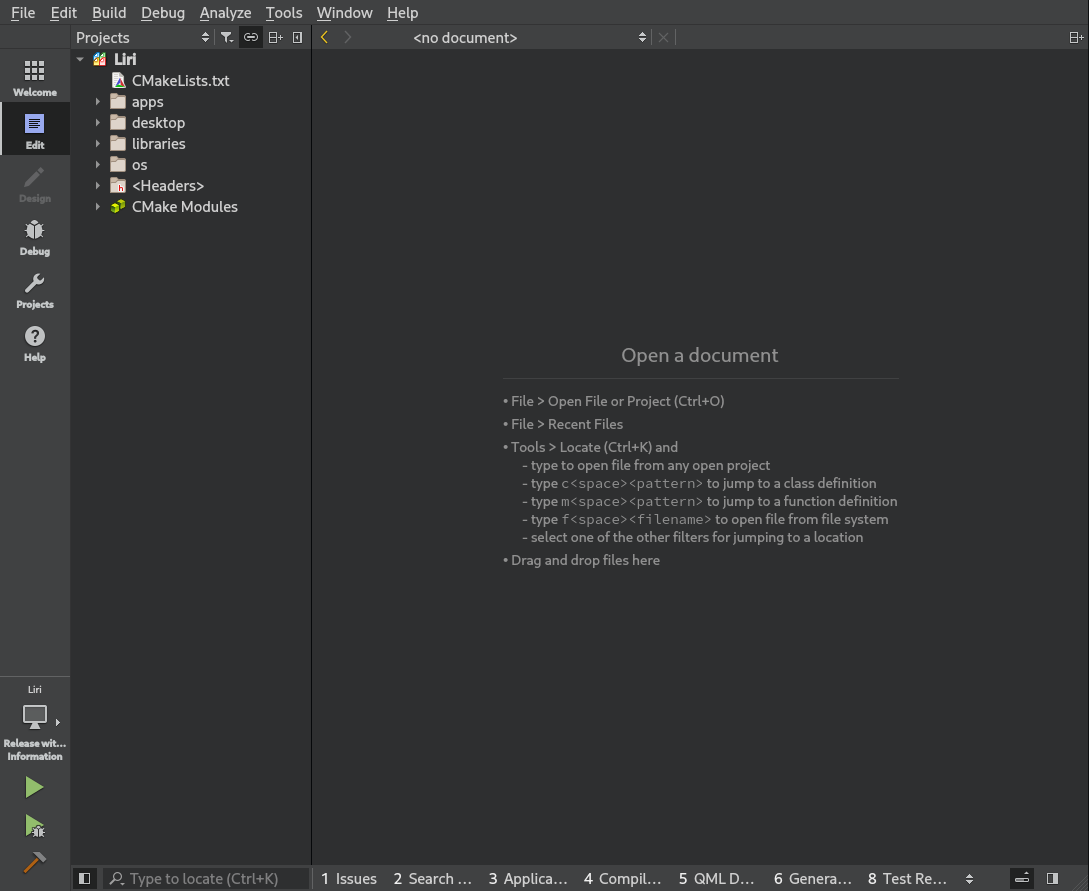 File Edit Build Debug Analyze Tools Window Help
Projects
<no document>
Welcome
Edit
Design
Debug
Projects
Help
Liri
CMakeLists.txt
apps
desktop
libraries
os
<Headers>
CMake Modules
Open a document
• File > Open File or Project (Ctrl+O)
• File > Recent Files
• Tools > Locate (Ctrl+K) and
- type to open file from any open project
- type c<space><pattern> to jump to a class definition
- type m<space><pattern> to jump to a function definition
- type f<space><filename> to open file from file system
- select one of the other filters for jumping to a location
• Drag and drop files here
Liri
Release wit...
Information
Type to locate (Ctrl+K)
1 Issues 2 Search ... 3 Applica... 4 Compil... 5 QML D... 6 Genera... 8 Test Re...